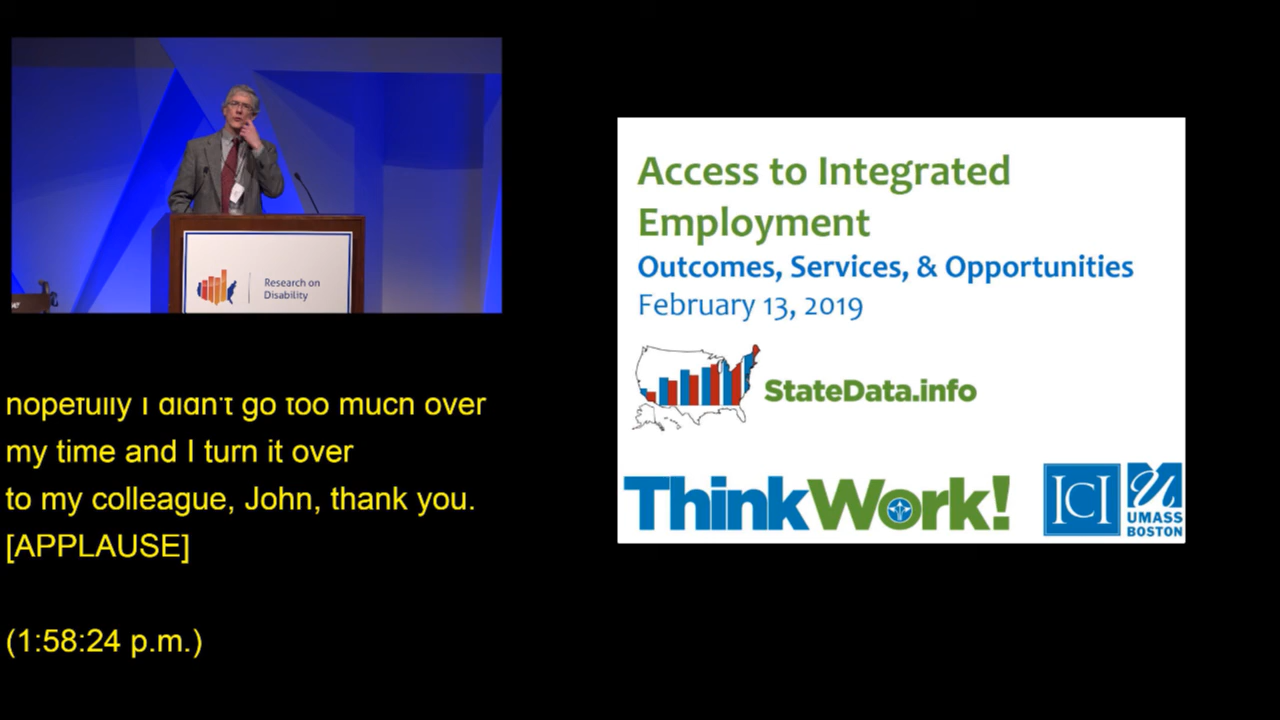 Research on
Disability
hopefully I didn't go too much over
my time and I turn it over
to my colleague, John, thank you.
[APPLAUSE]
(1:58:24 p.m.)
Access to Integrated
Employment
Outcomes, Services, & Opportunities
February 13, 2019
StateData.info
ThinkWork!
ICI
UMASS
BOSTON